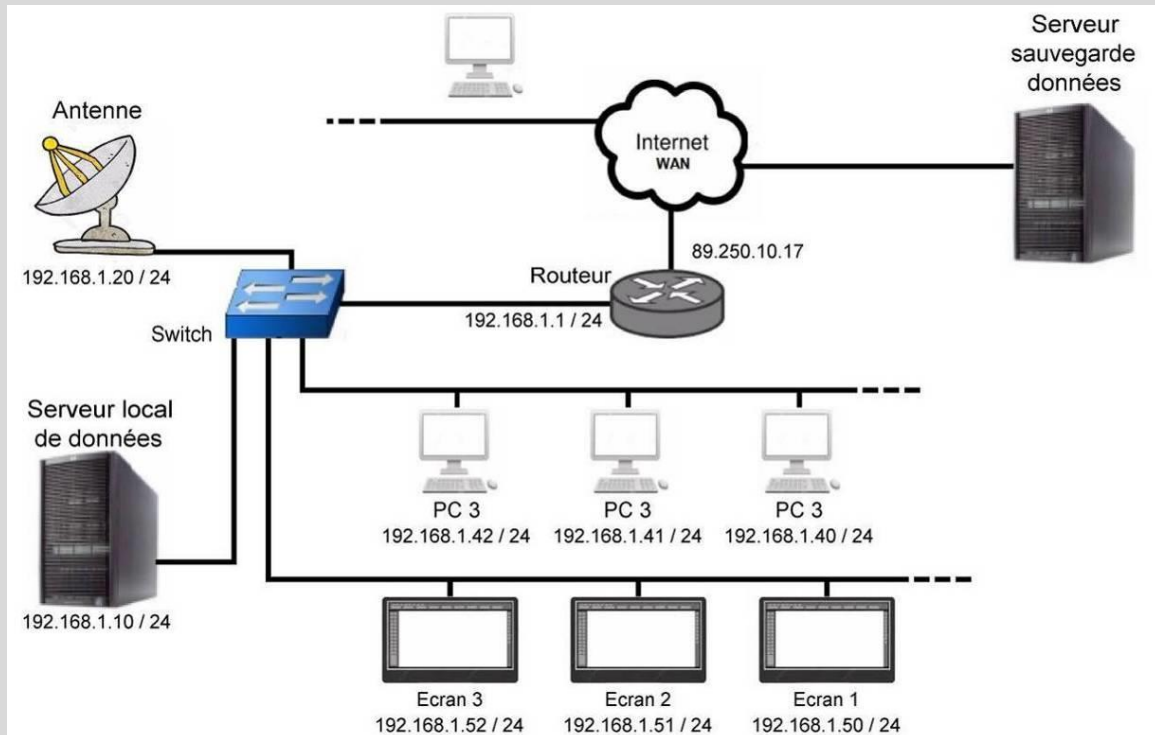 Serveur
sauvegarde
données
Antenne
Internet
WAN
192.168.1.20 / 24
89.250.10.17
Routeur
192.168.1.1 / 24
Switch
Serveur local
de données
192.168.1.10 / 24
PC 3
192.168.1.42 / 24
PC 3
192.168.1.41 / 24
PC 3
192.168.1.40 / 24
Ecran 3
192.168.1.52 / 24
Ecran 2
192.168.1.51 / 24
Ecran 1
192.168.1.50 / 24